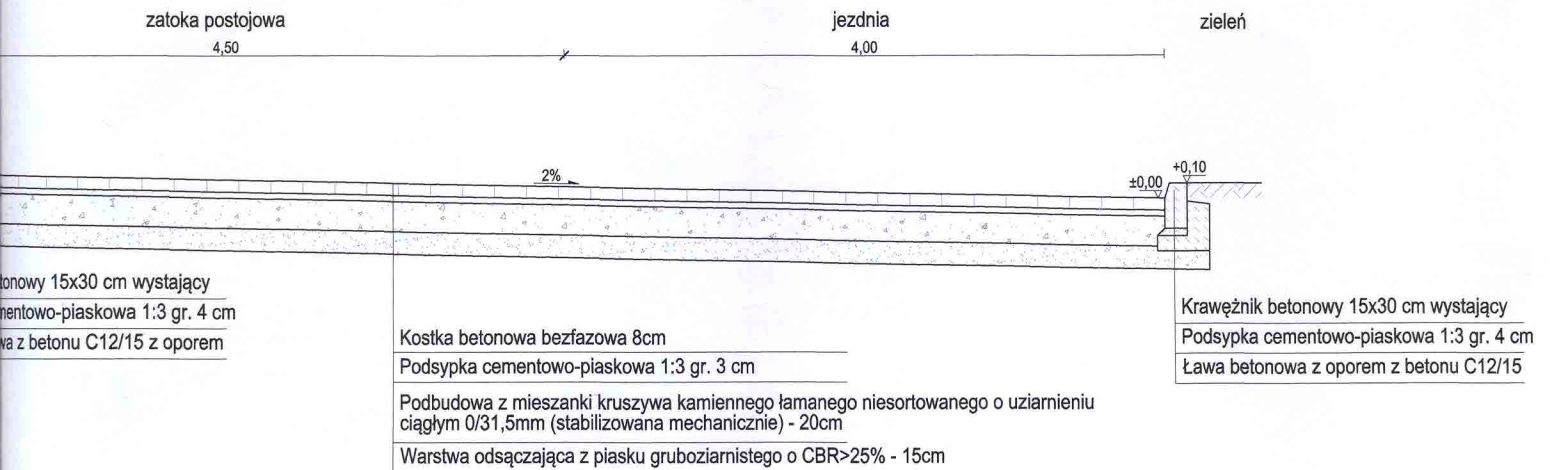 zatoka postojowa
jezdnia
zieleń
4,50
4,00
2%
±0,00
+0,10
15x30 cm wystający
1:3 gr. 4 cm
z betonu C12/15 z oporem
Kostka betonowa bezfazowa 8cm
Podsypka cementowo-piaskowa 1:3 gr. 3 cm
Podbudowa z mieszanki kruszywa kamiennego łamanego niesortowanego o uziarnieniu
ciągłym 0/31,5mm (stabilizowana mechanicznie) - 20cm
Warstwa odsączająca z piasku gruboziarnistego o CBR>25% - 15cm
Krawężnik betonowy 15x30 cm wystający
Podsypka cementowo-piaskowa 1:3 gr. 4 cm
Ława betonowa z oporem z betonu C12/15